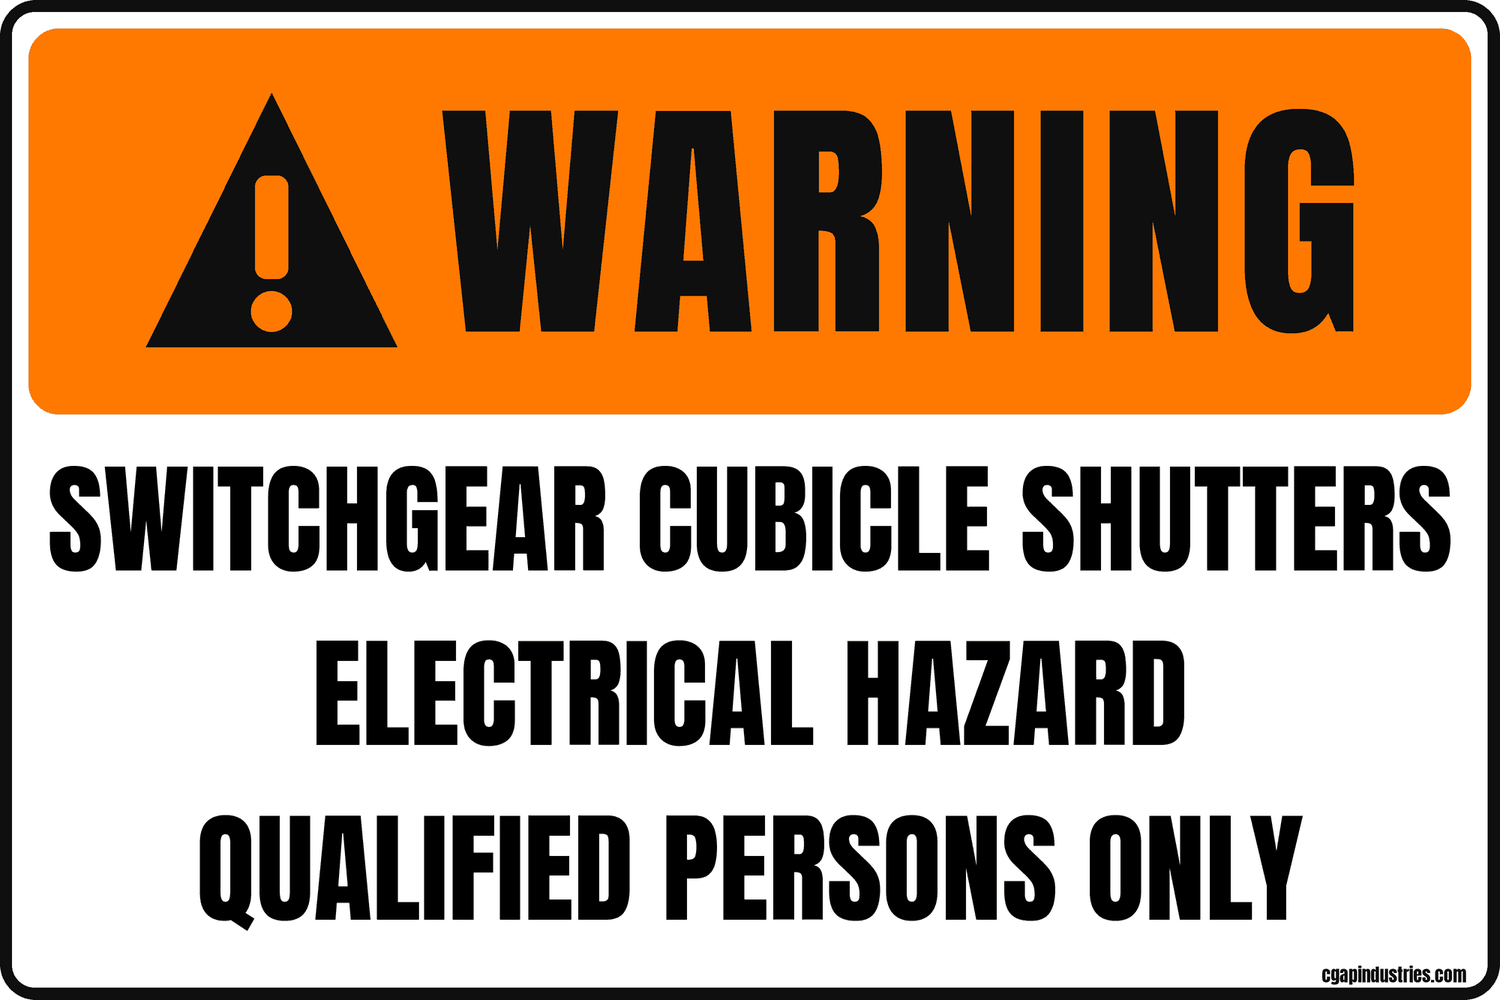 WARNING
SWITCHGEAR CUBICLE SHUTTERS
ELECTRICAL HAZARD
QUALIFIED PERSONS ONLY
cgapindustries.com